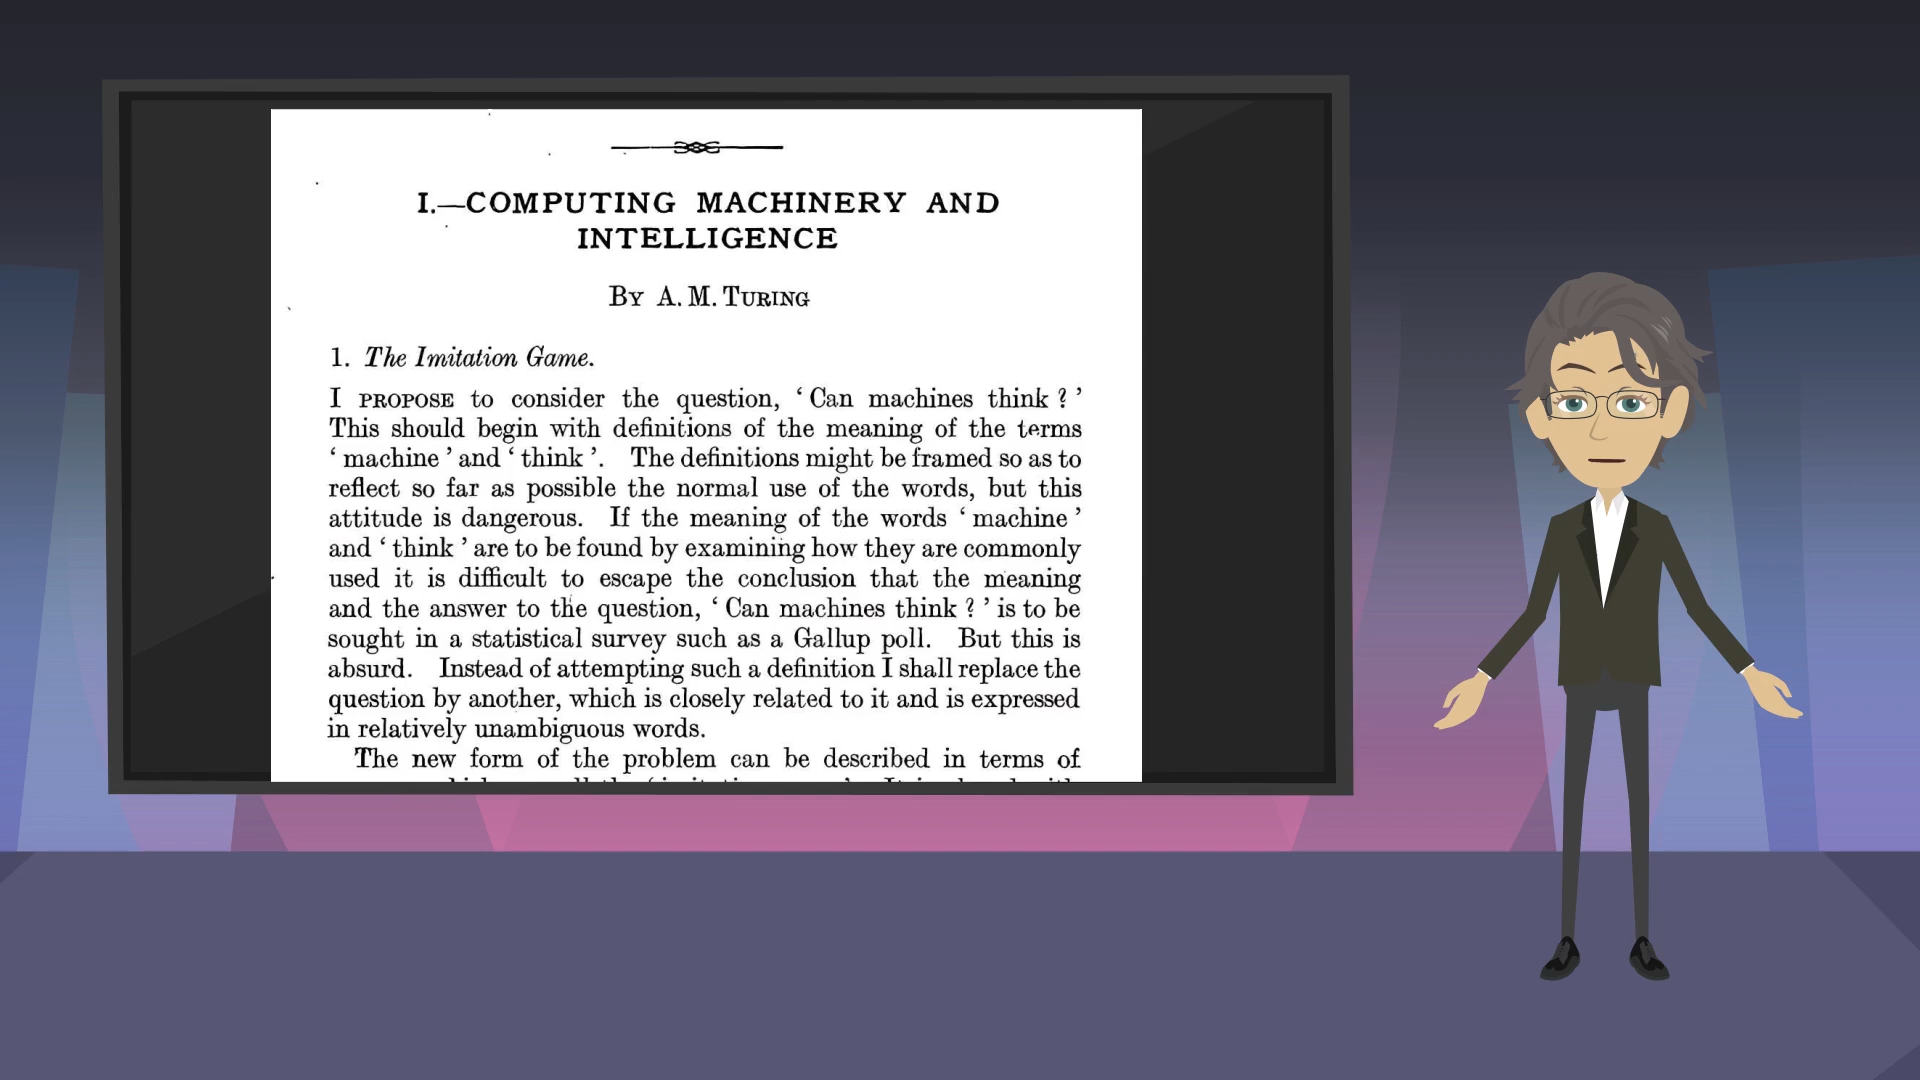 I.—COMPUTING MACHINERY AND
INTELLIGENCE
By A. M. Turing
1. The Imitation Game.
I PROPOSE to consider the question, ‘ Can machines think ? ’
This should begin with definitions of the meaning of the terms
‘ machine ’ and ‘ think ’. The definitions might be framed so as to
reflect so far as possible the normal use of the words, but this
attitude is dangerous. If the meaning of the words ‘ machine ’
and ‘ think ’ are to be found by examining how they are commonly
used it is difficult to escape the conclusion that the meaning
and the answer to the question, ‘ Can machines think ? ’ is to be
sought in a statistical survey such as a Gallup poll. But this is
absurd. Instead of attempting such a definition I shall replace the
question by another, which is closely related to it and is expressed
in relatively unambiguous words.
The new form of the problem can be described in terms of